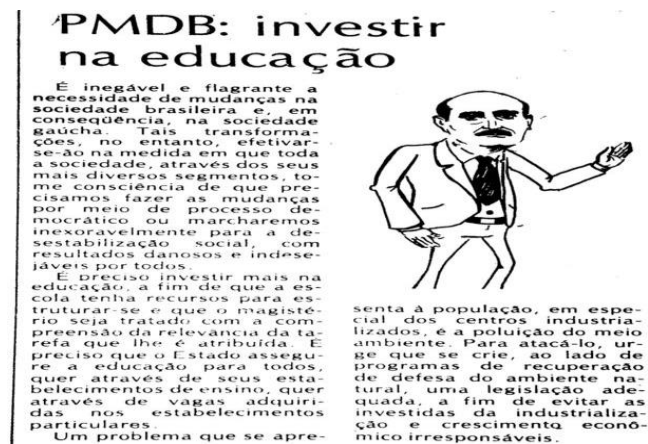 PMDB: investir
na educação
É inegável e flagrante a
necessidade de mudanças na
sociedade brasileira e, em
conseqüência, na sociedade
gaúcha. Tais transforma-
ções, no entanto, efetivar-
se-ão na medida em que toda
a sociedade, através dos seus
mais diversos segmentos, to-
me consciência de que pre-
cisamos fazer as mudanças
por meio de processo de-
mocrático ou marcharemos
inexoravelmente para a de-
sestabilização social, com
resultados danosos e indese-
jáveis por todos.
É preciso investir mais na
educação, a fim de que a es-
cola tenha recursos para es-
truturar-se e que o magisté-
rio seja tratado com a com-
preensão da relevância da ta-
refa que lhe é atribuída. É
preciso que o Estado assegu-
re a educação para todos,
quer através de seus esta-
belecimentos de ensino, quer
através de vagas adquiri-
das nos estabelecimentos
particulares.
Um problema que se apre-
senta à população, em espe-
cial dos centros industria-
lizados, é a poluição do meio
ambiente. Para atacá-lo, ur-
ge que se crie, ao lado de
programas de recuperação
de defesa do ambiente na-
tural, uma legislação ade-
quada, a fim de evitar as
investidas da industrializa-
ção e crescimento econô-
mico irresponsáveis.